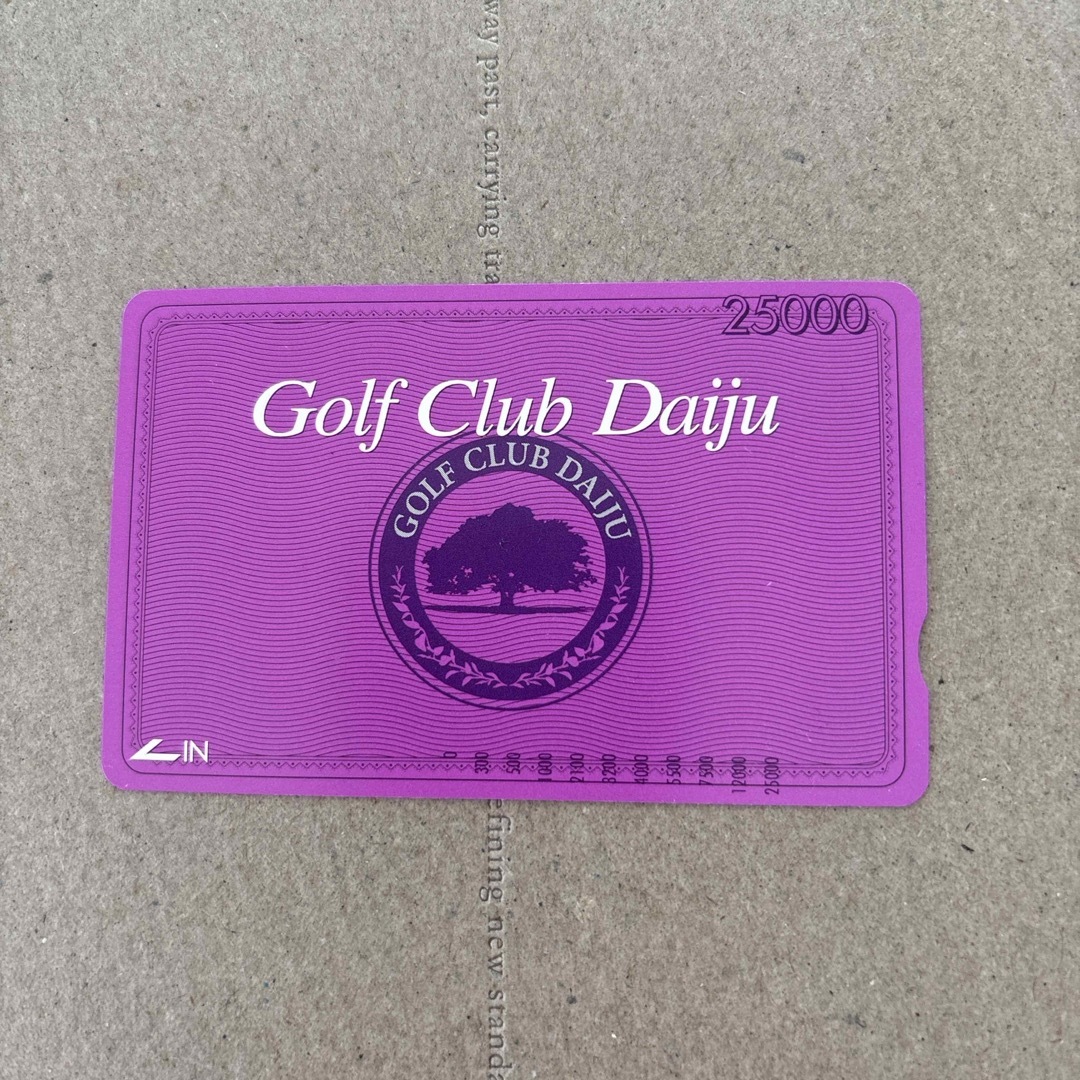 way past, carrying tra
25000
Golf Club Daiju
GOLF CLUB DAIJU
IN
0 300 500 1000 2100 3200 4000 5500 7500 12000 25000
efining new standa